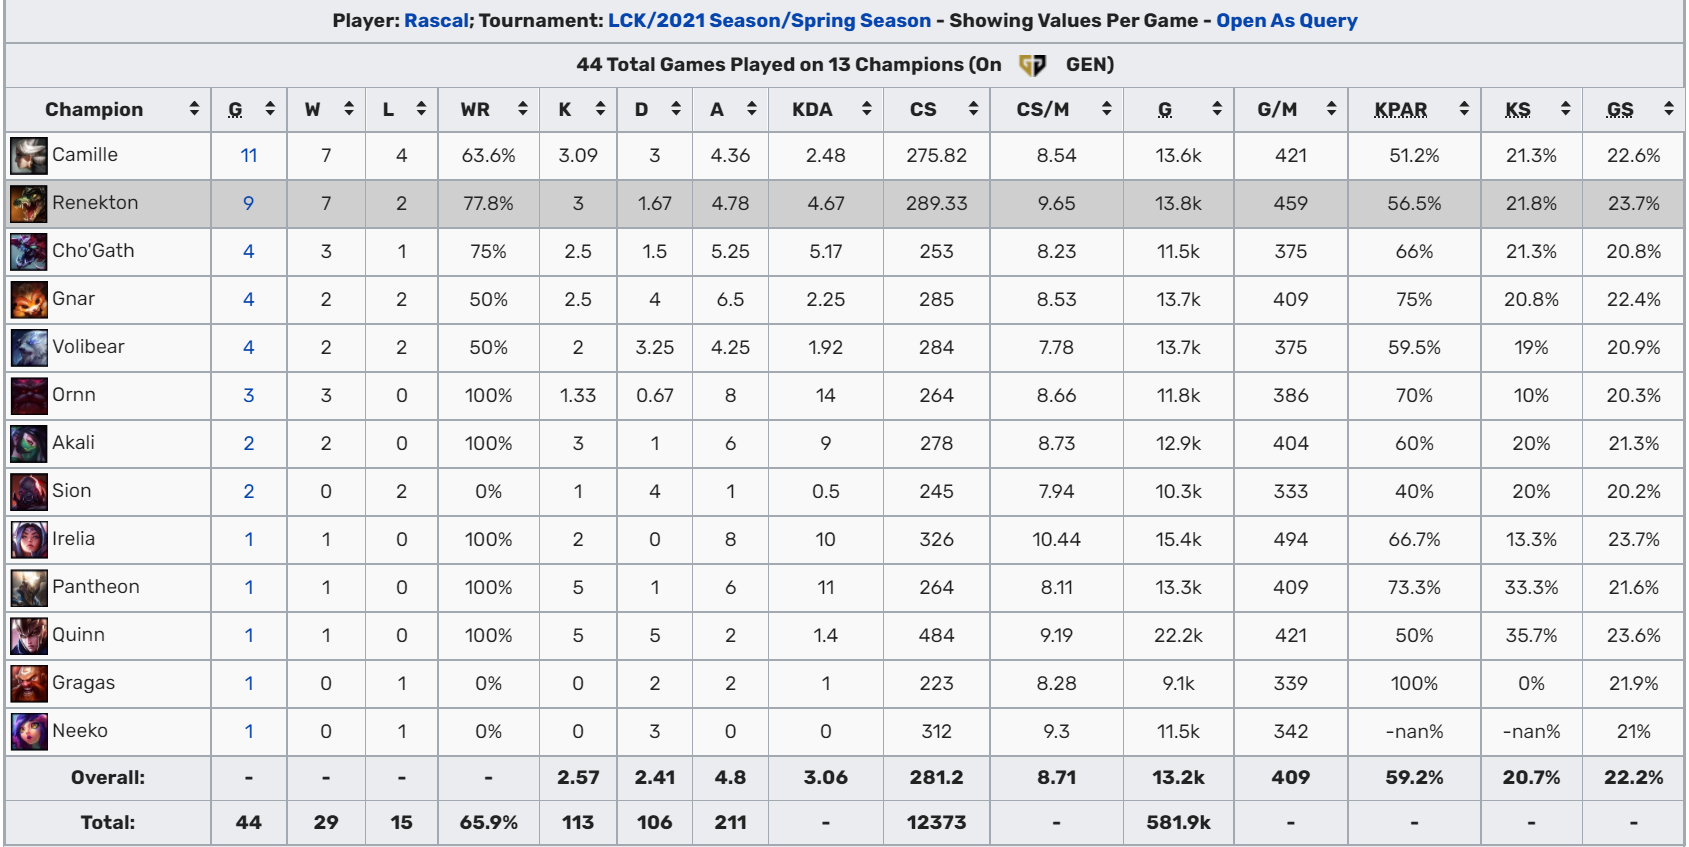 Player: Rascal; Tournament: LCK/2021 Season/Spring Season - Showing Values Per Game - Open As Query
44 Total Games Played on 13 Champions (On GEN)
Champion G W L WR K D A KDA CS CS/M G G/M KPAR KS GS
Camille 11 7 4 63.6% 3.09 3 4.36 2.48 275.82 8.54 13.6k 421 51.2% 21.3% 22.6%
Renekton 9 7 2 77.8% 3 1.67 4.78 4.67 289.33 9.65 13.8k 459 56.5% 21.8% 23.7%
Cho'Gath 4 3 1 75% 2.5 1.5 5.25 5.17 253 8.23 11.5k 375 66% 21.3% 20.8%
Gnar 4 2 2 50% 2.5 4 6.5 2.25 285 8.53 13.7k 409 75% 20.8% 22.4%
Volibear 4 2 2 50% 2 3.25 4.25 1.92 284 7.78 13.7k 375 59.5% 19% 20.9%
Ornn 3 3 0 100% 1.33 0.67 8 14 264 8.66 11.8k 386 70% 10% 20.3%
Akali 2 2 0 100% 3 1 6 9 278 8.73 12.9k 404 60% 20% 21.3%
Sion 2 0 2 0% 1 4 1 0.5 245 7.94 10.3k 333 40% 20% 20.2%
Irelia 1 1 0 100% 2 0 8 10 326 10.44 15.4k 494 66.7% 13.3% 23.7%
Pantheon 1 1 0 100% 5 1 6 11 264 8.11 13.3k 409 73.3% 33.3% 21.6%
Quinn 1 1 0 100% 5 5 2 1.4 484 9.19 22.2k 421 50% 35.7% 23.6%
Gragas 1 0 1 0% 0 2 2 1 223 8.28 9.1k 339 100% 0% 21.9%
Neeko 1 0 1 0% 0 3 0 0 312 9.3 11.5k 342 -nan% -nan% 21%
Overall: - - - - 2.57 2.41 4.8 3.06 281.2 8.71 13.2k 409 59.2% 20.7% 22.2%
Total: 44 29 15 65.9% 113 106 211 - 12373 - 581.9k - - - -